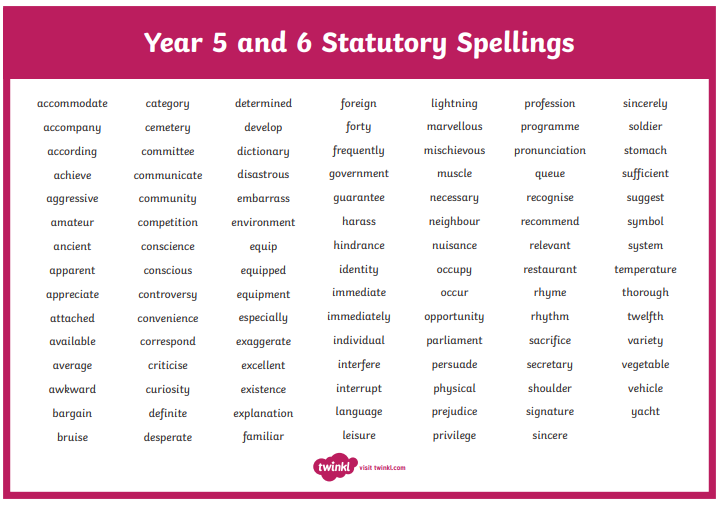 Year 5 and 6 Statutory Spellings
accommodate category determined foreign lightning profession sincerely
accompany cemetery develop forty marvellous programme soldier
according committee dictionary frequently mischievous pronunciation stomach
achieve communicate disastrous government muscle queue sufficient
aggressive community embarrass guarantee necessary recognise suggest
amateur competition environment harass neighbour recommend symbol
ancient conscience equip hindrance nuisance relevant system
apparent conscious equipped identity occupy restaurant temperature
appreciate controversy equipment immediate occur rhyme thorough
attached convenience especially immediately opportunity rhythm twelfth
available correspond exaggerate individual parliament sacrifice variety
average criticise excellent interfere persuade secretary vegetable
awkward curiosity existence interrupt physical shoulder vehicle
bargain definite explanation language prejudice signature yacht
bruise desperate familiar leisure privilege sincere
twinkl visit twinkl.com